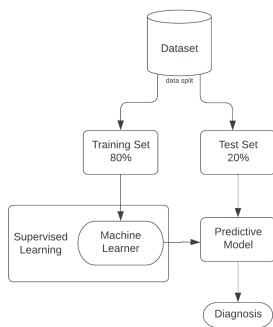 Dataset
data split
Training Set
80%
Test Set
20%
Supervised
Learning
Machine
Learner
Predictive
Model
Diagnosis